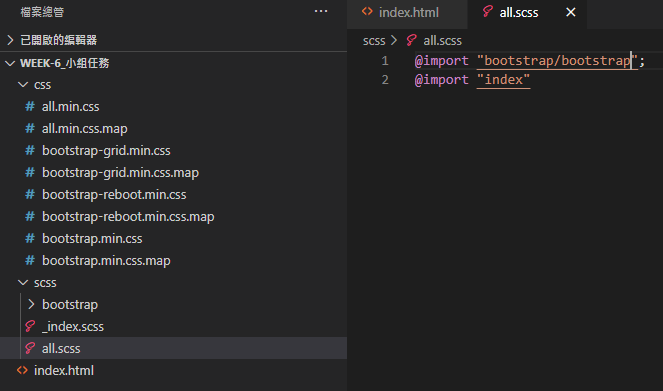 檔案總管 ...
已開啟的編輯器
WEEK-6_小組任務
css
all.min.css
all.min.css.map
bootstrap-grid.min.css
bootstrap-grid.min.css.map
bootstrap-reboot.min.css
bootstrap-reboot.min.css.map
bootstrap.min.css
bootstrap.min.css.map
scss
bootstrap
_index.scss
all.scss
index.html
index.html all.scss
scss > all.scss
1 @import "bootstrap/bootstrap";
2 @import "index"